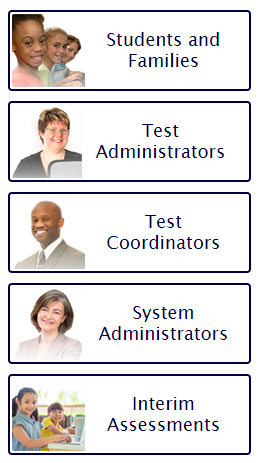 Students and
Families
Test
Administrators
Test
Coordinators
System
Administrators
Interim
Assessments